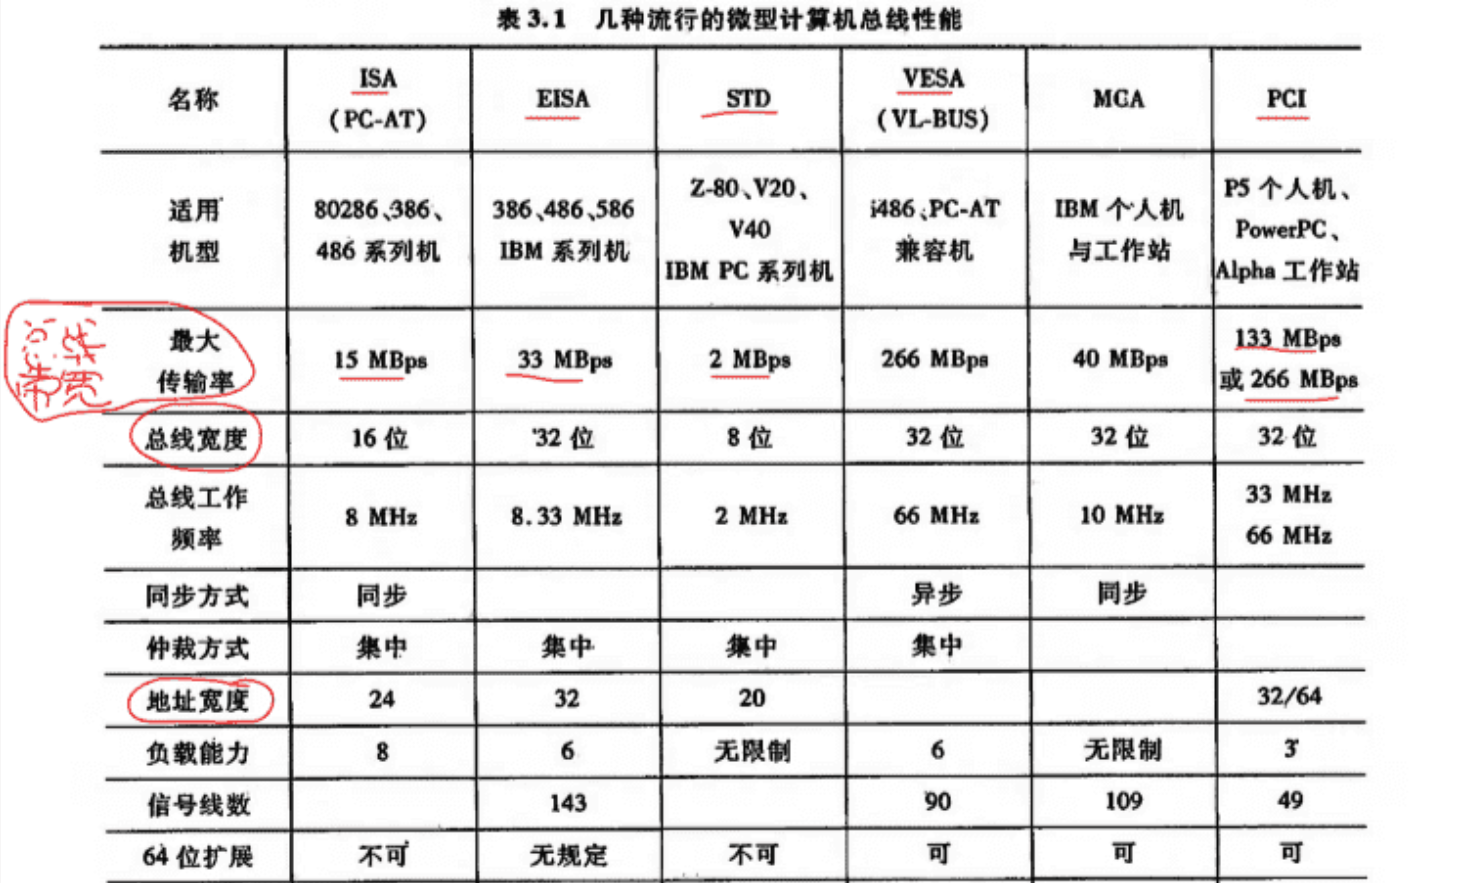 表 3.1 几种流行的微型计算机总线性能
名称 ISA (PC-AT) EISA STD VESA (VL-BUS) MCA PCI
适用机型 80286、386、486 系列机 386、486、586 IBM 系列机 Z-80、V20、V40 IBM PC 系列机 i486、PC-AT 兼容机 IBM 个人机与工作站 P5 个人机、PowerPC、Alpha 工作站
总线带宽
最大传输率 15 MBps 33 MBps 2 MBps 266 MBps 40 MBps 133 MBps 或 266 MBps
总线宽度 16 位 32 位 8 位 32 位 32 位 32 位
总线工作频率 8 MHz 8.33 MHz 2 MHz 66 MHz 10 MHz 33 MHz 66 MHz
同步方式 同步 异步 同步
仲裁方式 集中 集中 集中 集中
地址宽度 24 32 20 32/64
负载能力 8 6 无限制 6 无限制 3
信号线数 143 90 109 49
64 位扩展 不可 无规定 不可 可 可 可